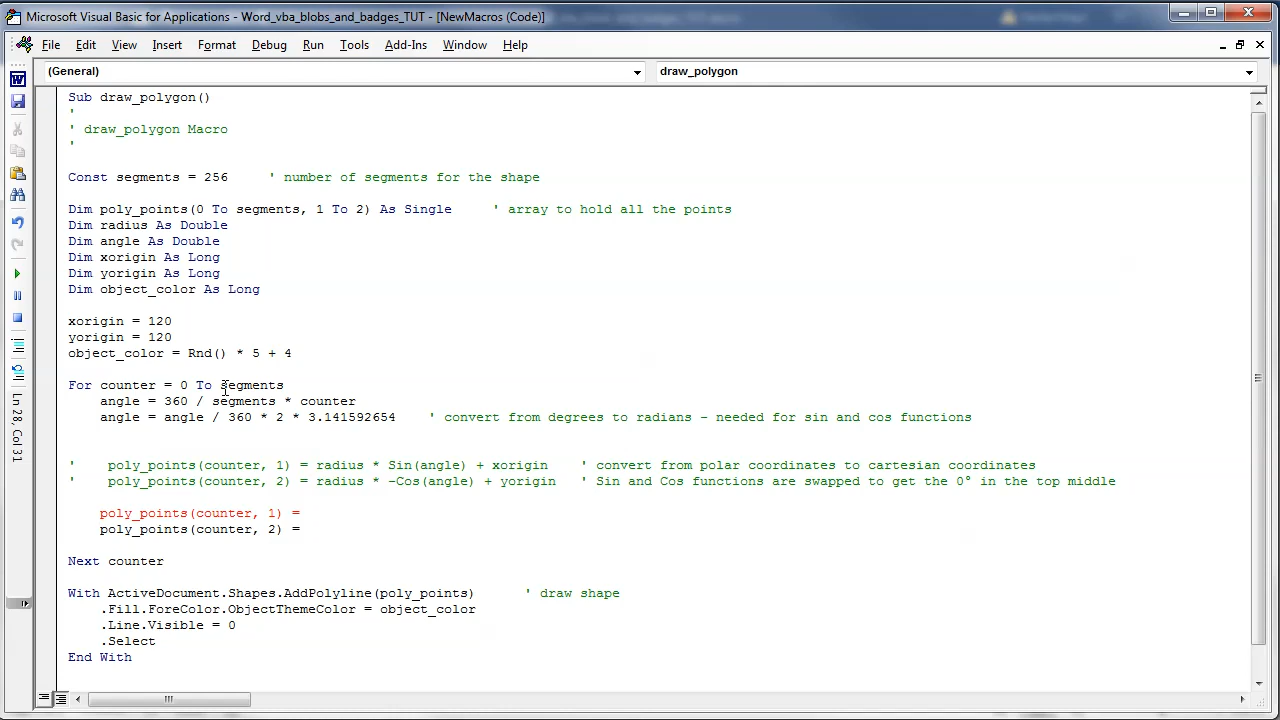 Microsoft Visual Basic for Applications - Word_vba_blobs_and_badges_TUT - [NewMacros (Code)]
File Edit View Insert Format Debug Run Tools Add-Ins Window Help
(General) draw_polygon
Sub draw_polygon()
'
' draw_polygon Macro
'
Const segments = 256 ' number of segments for the shape
Dim poly_points(0 To segments, 1 To 2) As Single ' array to hold all the points
Dim radius As Double
Dim angle As Double
Dim xorigin As Long
Dim yorigin As Long
Dim object_color As Long
xorigin = 120
yorigin = 120
object_color = Rnd() * 5 + 4
For counter = 0 To segments
angle = 360 / segments * counter
angle = angle / 360 * 2 * 3.141592654 ' convert from degrees to radians - needed for sin and cos functions
' poly_points(counter, 1) = radius * Sin(angle) + xorigin ' convert from polar coordinates to cartesian coordinates
' poly_points(counter, 2) = radius * -Cos(angle) + yorigin ' Sin and Cos functions are swapped to get the 0° in the top middle
poly_points(counter, 1) =
poly_points(counter, 2) =
Next counter
With ActiveDocument.Shapes.AddPolyline(poly_points) ' draw shape
.Fill.ForeColor.ObjectThemeColor = object_color
.Line.Visible = 0
.Select
End With
Ln 28, Col 31